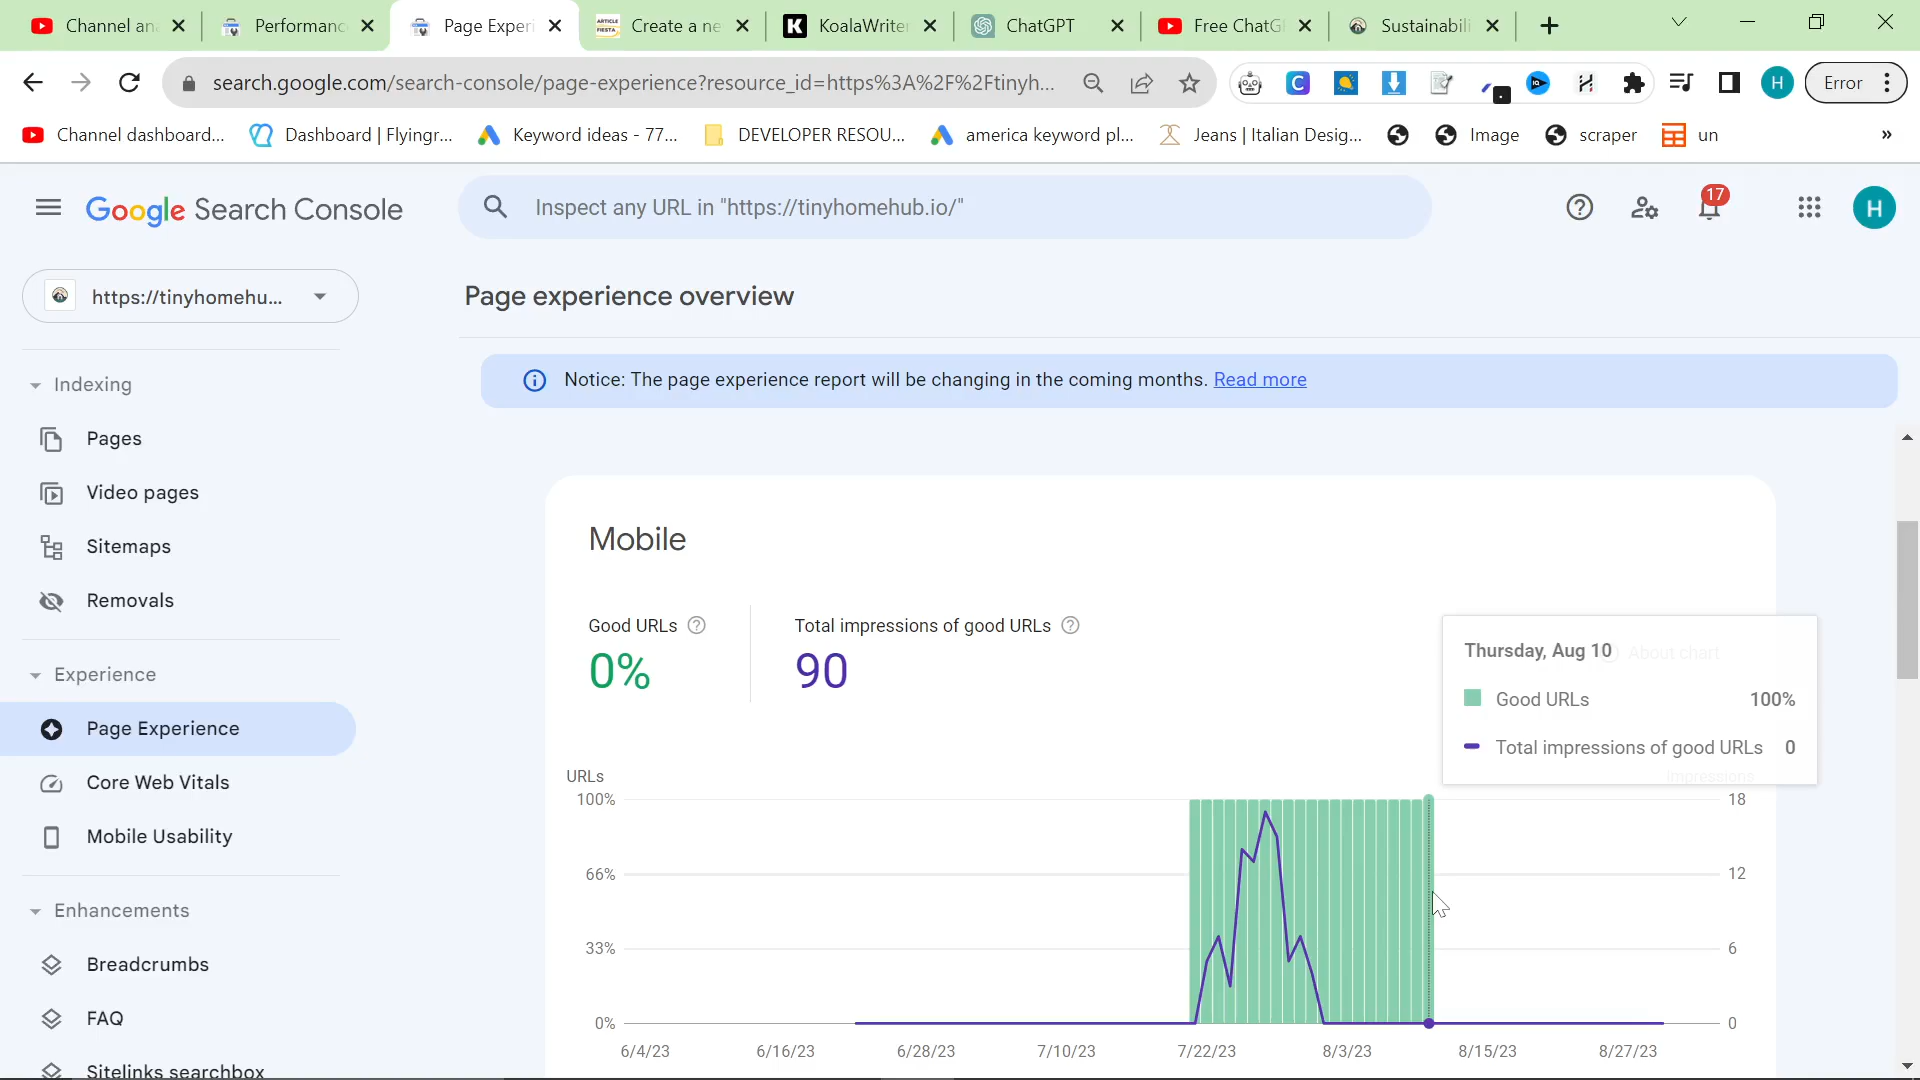 Channel an
Performanc
Page Experi
ARTICLE FIESTA
Create a ne
KoalaWriter
ChatGPT
Free ChatG
Sustainabili
search.google.com/search-console/page-experience?resource_id=https%3A%2F%2Ftinyh...
Error
Channel dashboard...
Dashboard | Flyingr...
Keyword ideas - 77...
DEVELOPER RESOU...
america keyword pl...
Jeans | Italian Desig...
Image
scraper
un
»
Google Search Console
Inspect any URL in "https://tinyhomehub.io/"
17
H
https://tinyhomehu...
Page experience overview
Notice: The page experience report will be changing in the coming months. Read more
Indexing
Pages
Video pages
Sitemaps
Removals
Experience
Page Experience
Core Web Vitals
Mobile Usability
Enhancements
Breadcrumbs
FAQ
Sitelinks searchbox
Mobile
Good URLs
0%
Total impressions of good URLs
90
Thursday, Aug 10
About chart
Good URLs 100%
Total impressions of good URLs 0
Impressions
URLs
100%
66%
33%
0%
18
12
6
0
6/4/23 6/16/23 6/28/23 7/10/23 7/22/23 8/3/23 8/15/23 8/27/23